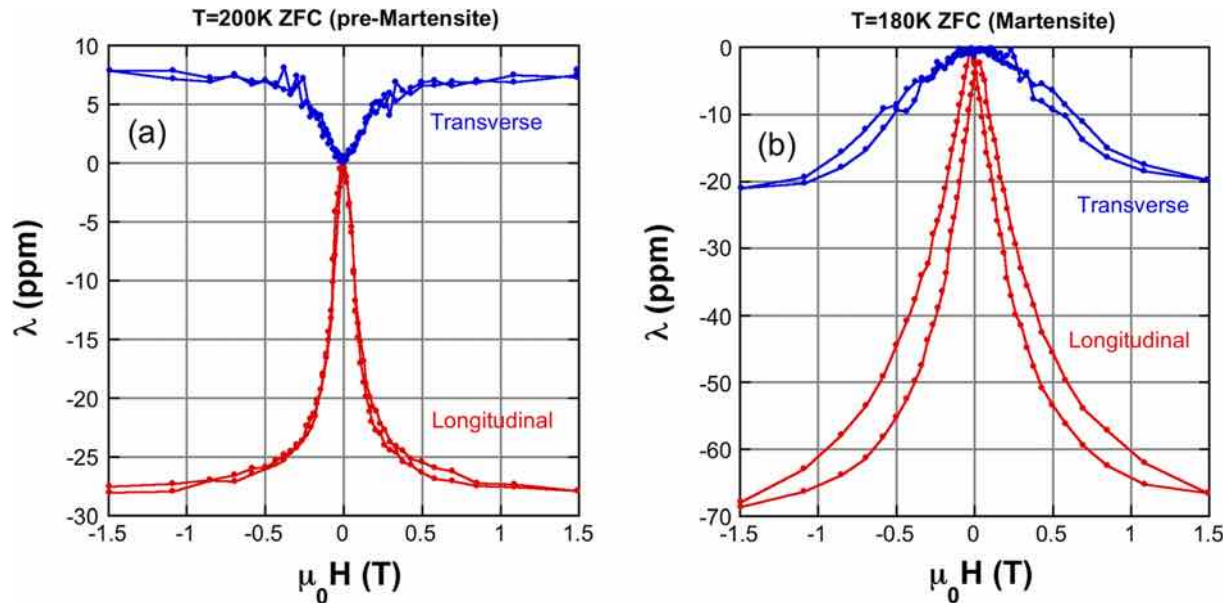 T=200K ZFC (pre-Martensite)
10
5
0
-5
-10
-15
-20
-25
-30
λ (ppm)
(a)
Transverse
Longitudinal
-1.5
-1
-0.5
0
0.5
1
1.5
μ0H (T)
T=180K ZFC (Martensite)
0
-10
-20
-30
-40
-50
-60
-70
λ (ppm)
(b)
Transverse
Longitudinal
-1.5
-1
-0.5
0
0.5
1
1.5
μ0H (T)